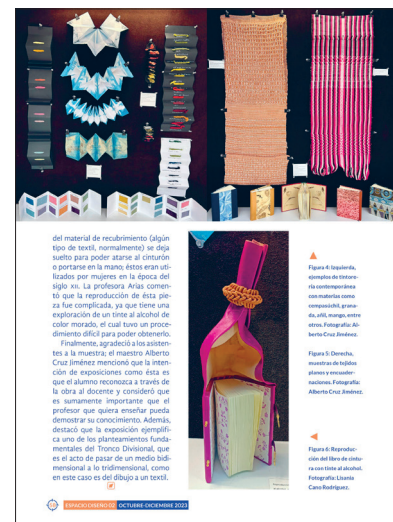 del material de recubrimiento (algún
tipo de textil, normalmente) se deja
suelto para poder atarse al cinturón
o portarse en la mano; éstos eran uti-
lizados por mujeres en la época del
siglo XII. La profesora Arias comen-
tó que la reproducción de ésta pie-
za fue complicada, ya que tiene una
exploración de un tinte al alcohol de
color morado, el cual tuvo un proce-
dimiento difícil para poder obtenerlo.
Finalmente, agradeció a los asisten-
tes a la muestra; el maestro Alberto
Cruz Jiménez mencionó que la inten-
ción de exposiciones como ésta es
que el alumno reconozca a través de
la obra al docente y consideró que
es sumamente importante que el
profesor que quiera enseñar pueda
demostrar su conocimiento. Además,
destacó que la exposición ejemplifi-
ca uno de los planteamientos funda-
mentales del Tronco Divisional, que
es el acto de pasar de un medio bidi-
mensional a lo tridimensional, como
en este caso es del dibujo a un textil.
Figura 4: Izquierda,
ejemplos de tintore-
ría contemporánea
con materias como
cempasúchil, grana-
da, añil, mango, entre
otros. Fotografía: Al-
berto Cruz Jiménez.
Figura 5: Derecha,
muestras de tejidos
planos y encuader-
naciones. Fotografía:
Alberto Cruz Jiménez.
Figura 6: Reproduc-
ción del libro de cintu-
ra con tinte al alcohol.
Fotografía: Lisania
Cano Rodríguez.
ESPACIO DISEÑO
OCTUBRE-DICIEMBRE 2023